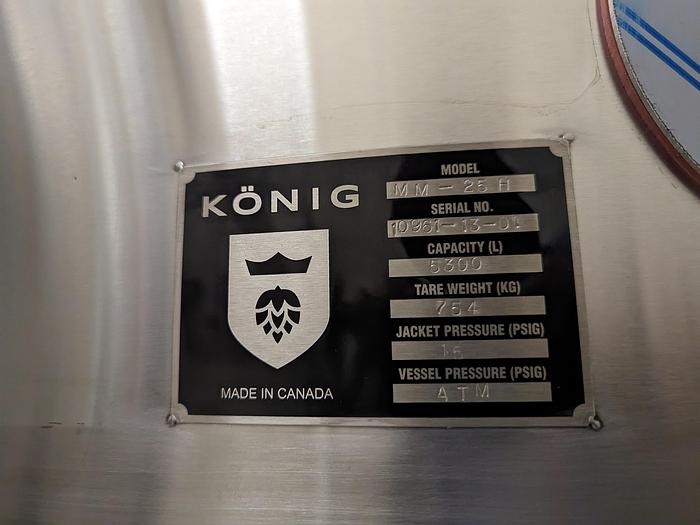 KÖNIG
MADE IN CANADA
MODEL
MM-25H
SERIAL NO.
10961-13-01
CAPACITY (L)
5300
TARE WEIGHT (KG)
754
JACKET PRESSURE (PSIG)
15
VESSEL PRESSURE (PSIG)
ATM